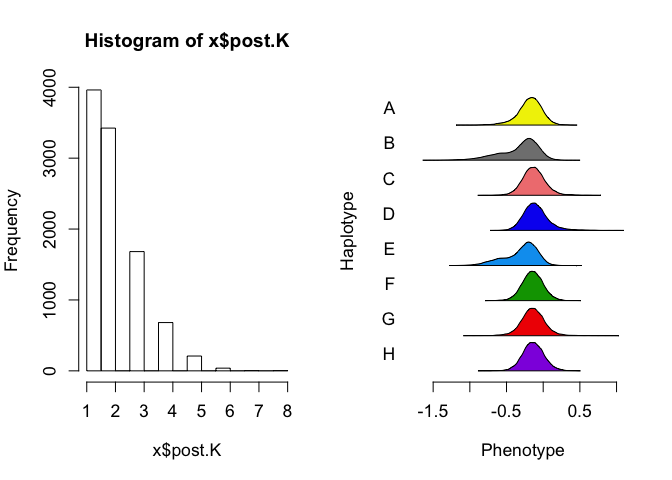 Histogram of x$post.K
Frequency
0
1000
2000
3000
4000
1 2 3 4 5 6 7 8
x$post.K
Haplotype
A
B
C
D
E
F
G
H
-1.5 -0.5 0.5
Phenotype